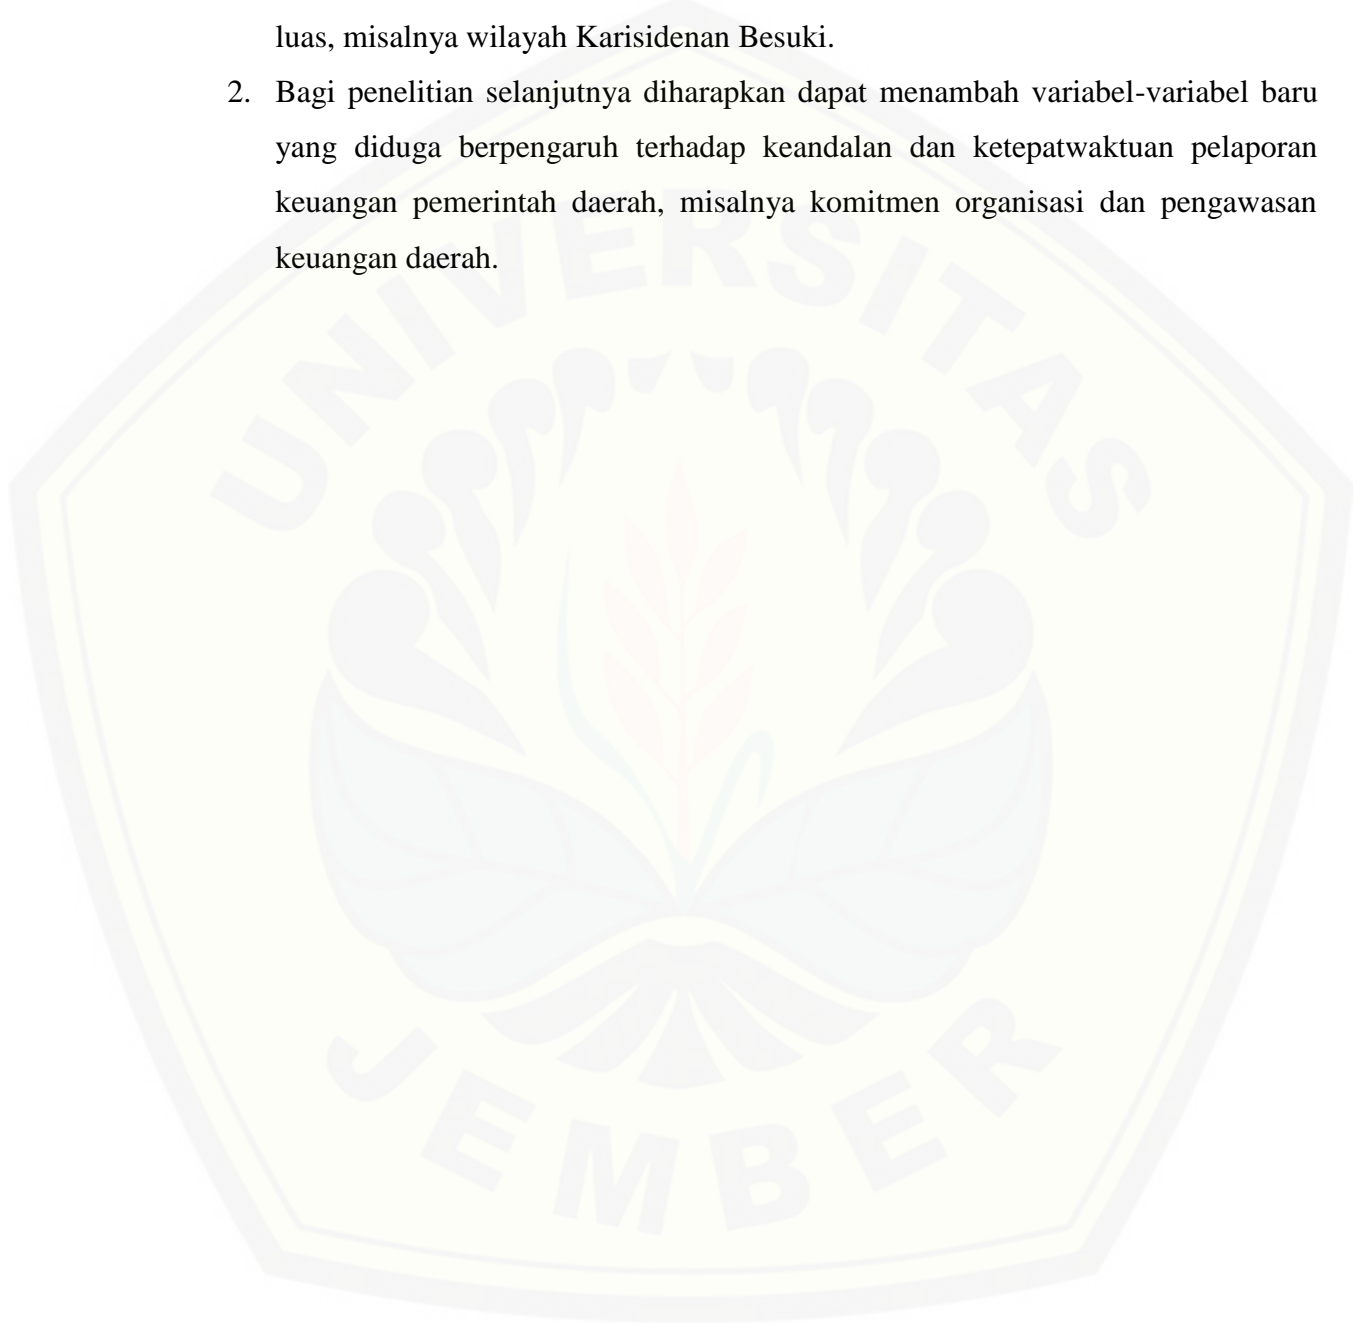 luas, misalnya wilayah Karisidenan Besuki.
2. Bagi penelitian selanjutnya diharapkan dapat menambah variabel-variabel baru
yang diduga berpengaruh terhadap keandalan dan ketepatwaktuan pelaporan
keuangan pemerintah daerah, misalnya komitmen organisasi dan pengawasan
keuangan daerah.
UNIVERSITAS
JEMBER